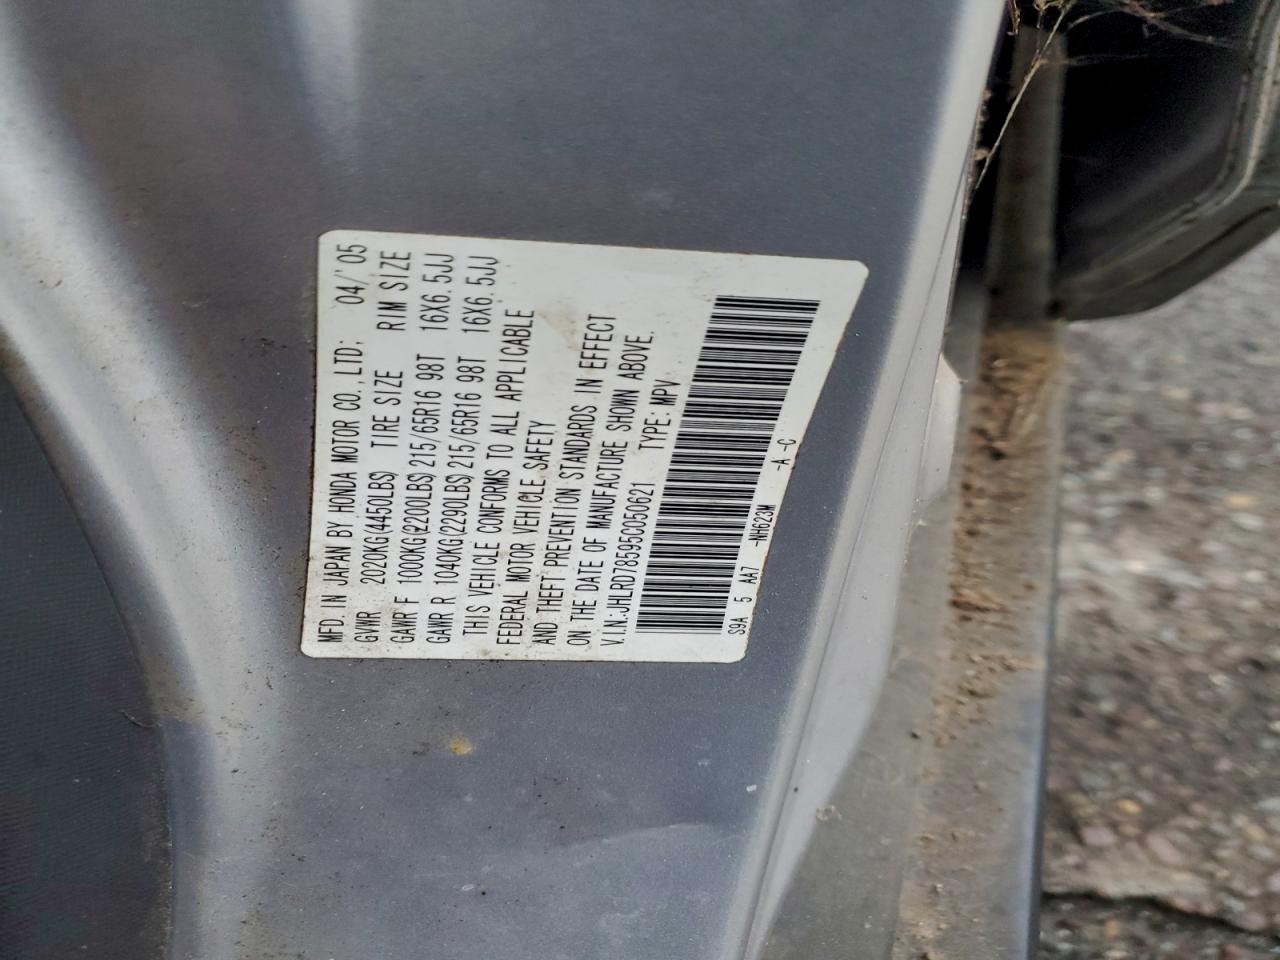 MFD. IN JAPAN BY HONDA MOTOR CO., LTD; 04/'05
GVWR 2020KG(4450LBS) TIRE SIZE RIM SIZE
GAWR F 1000KG(2200LBS) 215/65R16 98T 16X6.5JJ
GAWR R 1040KG(2290LBS) 215/65R16 98T 16X6.5JJ
THIS VEHICLE CONFORMS TO ALL APPLICABLE
FEDERAL MOTOR VEHICLE SAFETY
AND THEFT PREVENTION STANDARDS IN EFFECT
ON THE DATE OF MANUFACTURE SHOWN ABOVE.
V.I.N.:JHLRD78595C050621 TYPE: MPV
S9A 5 AA7 -NH623M -A -C